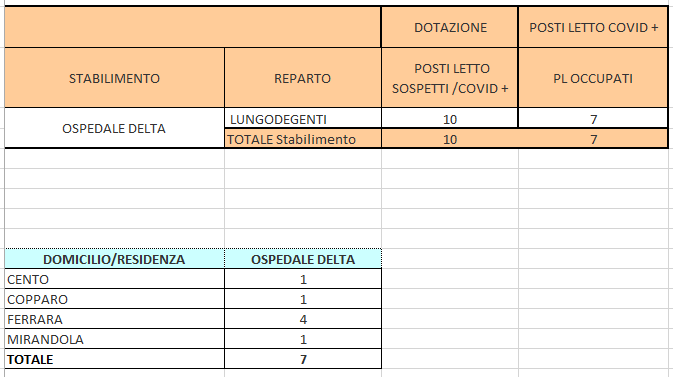 DOTAZIONE POSTI LETTO COVID +
STABILIMENTO REPARTO POSTI LETTO SOSPETTI /COVID + PL OCCUPATI
OSPEDALE DELTA
LUNGODEGENTI 10 7
TOTALE Stabilimento 10 7
DOMICILIO/RESIDENZA OSPEDALE DELTA
CENTO 1
COPPARO 1
FERRARA 4
MIRANDOLA 1
TOTALE 7